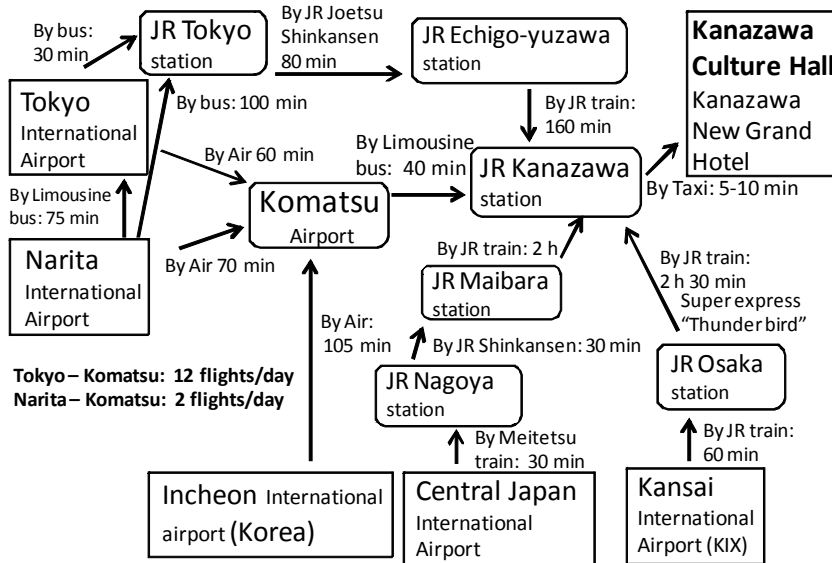 By bus:
30 min
JR Tokyo
station
By JR Joetsu
Shinkansen
80 min
JR Echigo-yuzawa
station
Kanazawa
Culture Hall
Kanazawa
New Grand
Hotel
Tokyo
International
Airport
By bus: 100 min
By JR train:
160 min
By Air 60 min
By Limousine
bus: 40 min
JR Kanazawa
station
By Taxi: 5-10 min
By Limousine
bus: 75 min
Komatsu
Airport
Narita
International
Airport
By Air 70 min
By JR train: 2 h
JR Maibara
station
By JR train:
2 h 30 min
Super express
“Thunder bird”
By Air:
105 min
By JR Shinkansen: 30 min
Tokyo – Komatsu: 12 flights/day
Narita – Komatsu: 2 flights/day
JR Nagoya
station
JR Osaka
station
By Meitetsu
train: 30 min
By JR train:
60 min
Incheon International
airport (Korea)
Central Japan
International
Airport
Kansai
International
Airport (KIX)